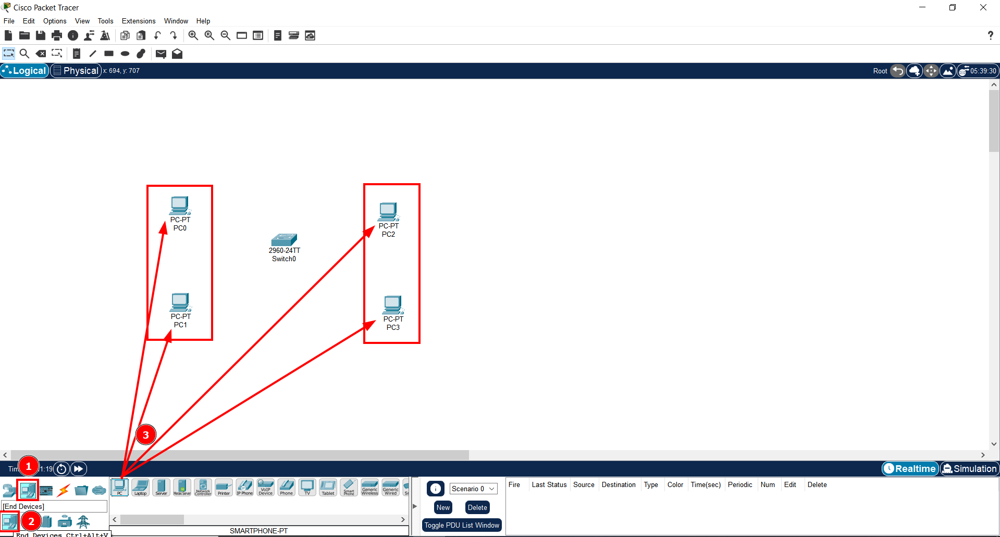 Cisco Packet Tracer
File Edit Options View Tools Extensions Window Help
Logical Physical x: 694, y: 707 Root 05:39:30
PC-PT
PC0
PC-PT
PC2
2960-24TT
Switch0
PC-PT
PC1
PC-PT
PC3
3
1
:19
Realtime Simulation
PC Laptop Server Meraki Server Network Controller Printer IP Phone VoIP Device Phone TV Tablet Smart Phone Generic Wireless Generic Wired
Scenario 0
Fire Last Status Source Destination Type Color Time(sec) Periodic Num Edit Delete
[End Devices]
New Delete
2
Toggle PDU List Window
SMARTPHONE-PT
End Devices Ctrl+Alt+V